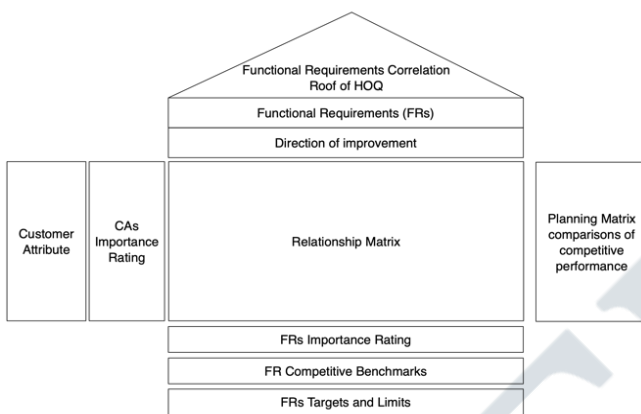 Functional Requirements Correlation
Roof of HOQ
Functional Requirements (FRs)
Direction of improvement
Customer
Attribute
CAs
Importance
Rating
Relationship Matrix
Planning Matrix
comparisons of
competitive
performance
FRs Importance Rating
FR Competitive Benchmarks
FRs Targets and Limits